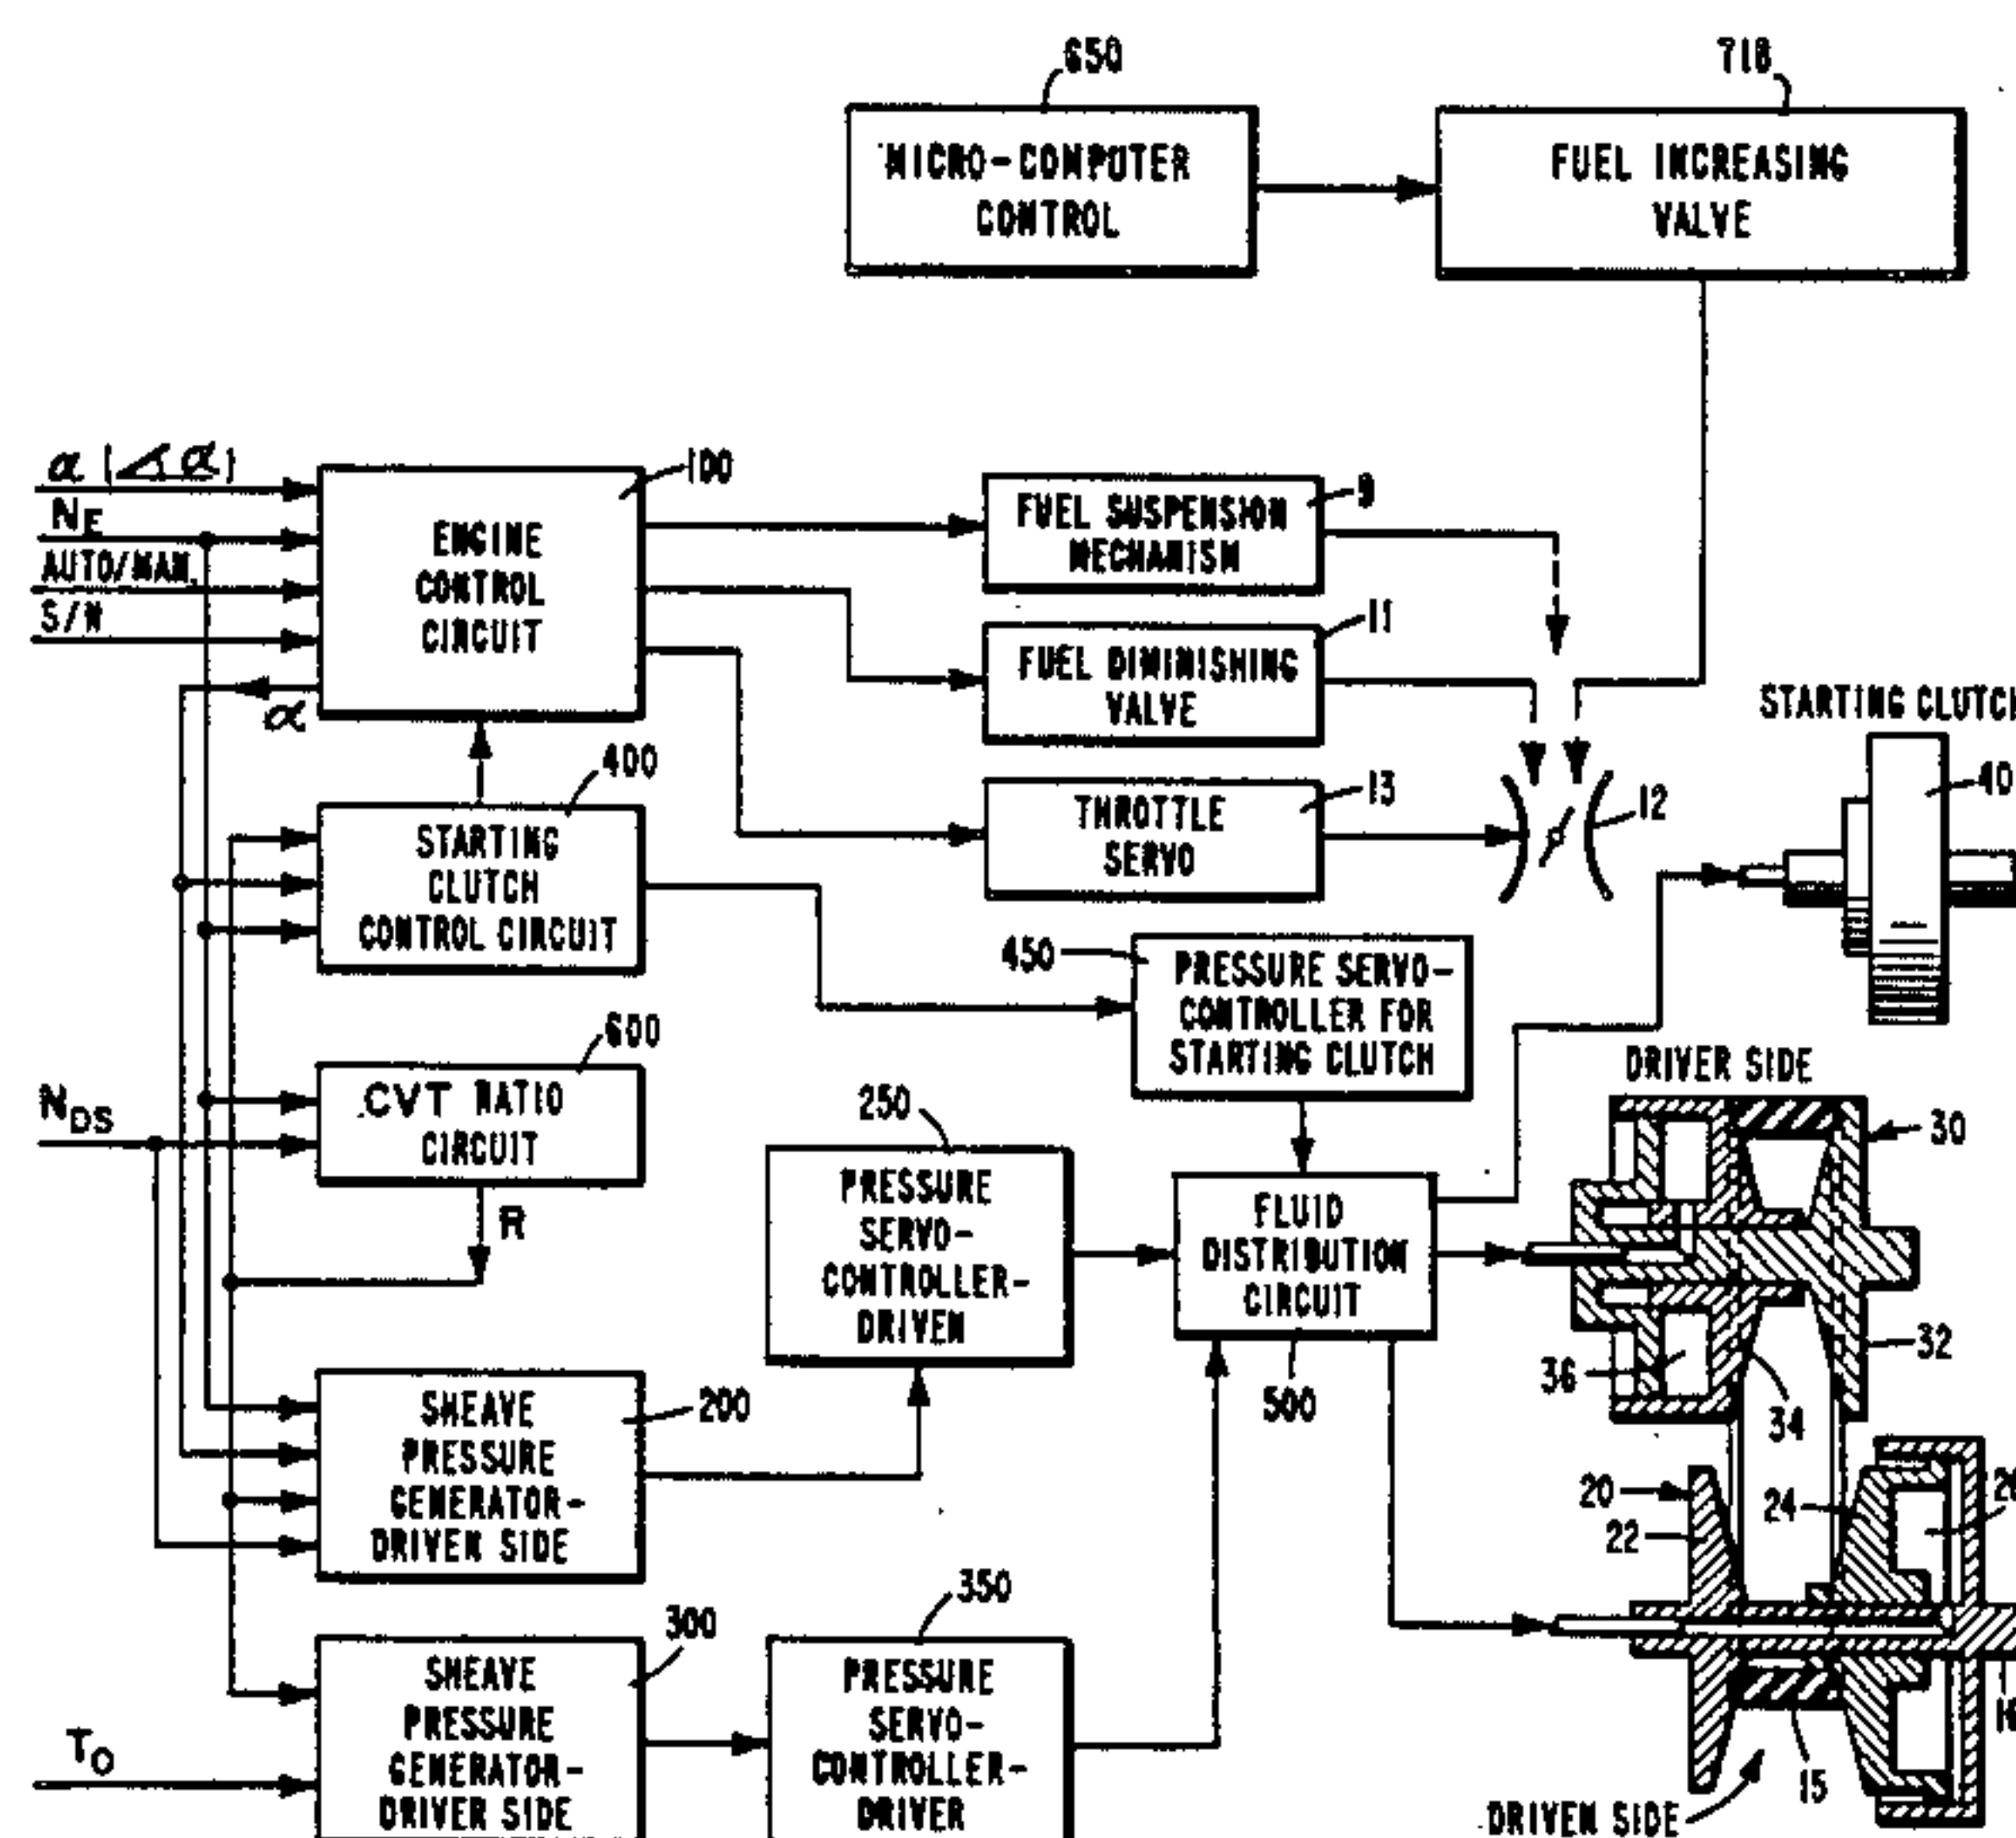 650
718
MICRO-COMPUTER
CONTROL
FUEL INCREASING
VALVE
α (∠α)
NE
AUTO/MAN.
S/N
α
100
ENGINE
CONTROL
CIRCUIT
9
FUEL SUSPENSION
MECHANISM
11
FUEL DIMINISHING
VALVE
13
THROTTLE
SERVO
12
STARTING CLUTCH
40
400
STARTING
CLUTCH
CONTROL CIRCUIT
450
PRESSURE SERVO-
CONTROLLER FOR
STARTING CLUTCH
600
CVT RATIO
CIRCUIT
NDS
R
250
PRESSURE
SERVO-
CONTROLLER-
DRIVEN
FLUID
DISTRIBUTION
CIRCUIT
500
DRIVER SIDE
30
32
36
34
200
SHEAVE
PRESSURE
GENERATOR-
DRIVEN SIDE
20
22
24
300
SHEAVE
PRESSURE
GENERATOR-
DRIVER SIDE
TO
350
PRESSURE
SERVO-
CONTROLLER-
DRIVER
15
DRIVEN SIDE